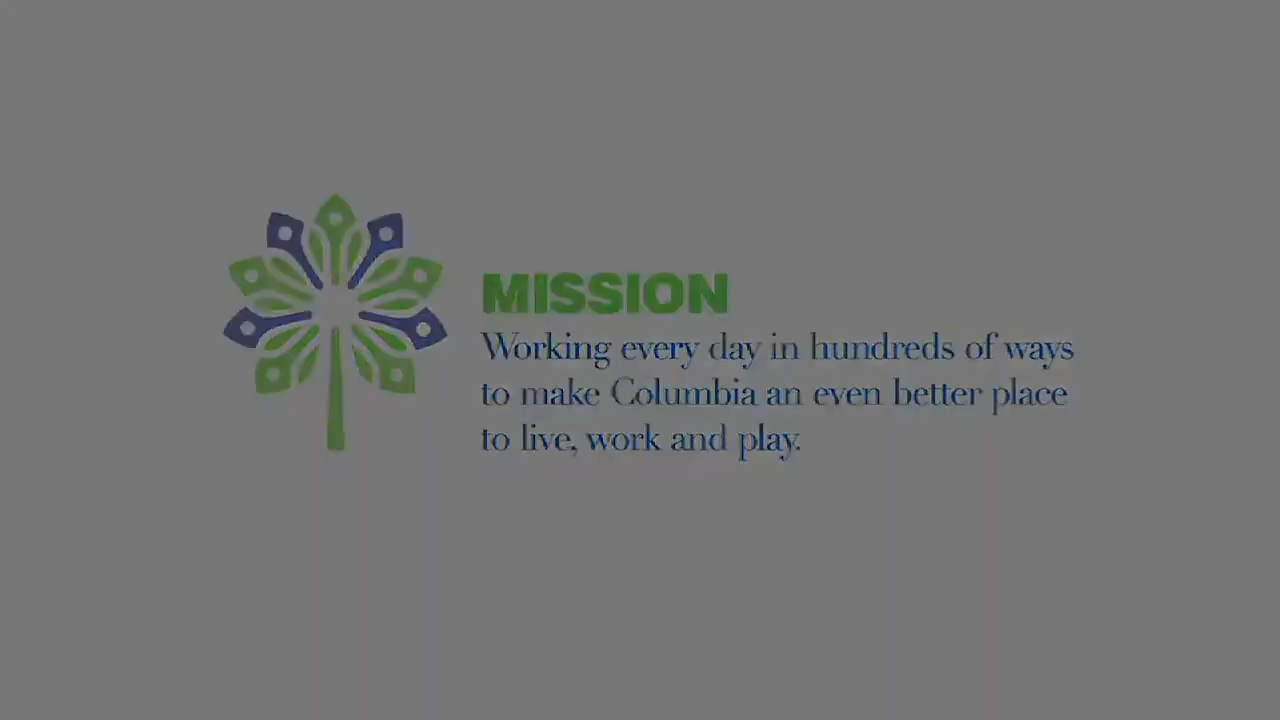 MISSION
Working every day in hundreds of ways
to make Columbia an even better place
to live, work and play.